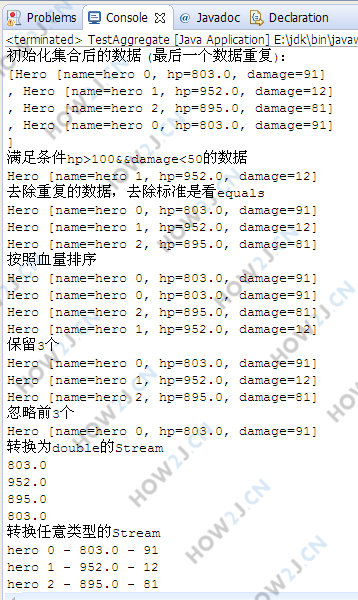 Problems Console @ Javadoc Declaration
<terminated> TestAggregate [Java Application] E:\jdk\bin\javaw
初始化集合后的数据 (最后一个数据重复):
[Hero [name=hero 0, hp=803.0, damage=91]
, Hero [name=hero 1, hp=952.0, damage=12]
, Hero [name=hero 2, hp=895.0, damage=81]
, Hero [name=hero 0, hp=803.0, damage=91]
]
满足条件hp>100&&damage<50的数据
Hero [name=hero 1, hp=952.0, damage=12]
去除重复的数据，去除标准是看equals
Hero [name=hero 0, hp=803.0, damage=91]
Hero [name=hero 1, hp=952.0, damage=12]
Hero [name=hero 2, hp=895.0, damage=81]
按照血量排序
Hero [name=hero 0, hp=803.0, damage=91]
Hero [name=hero 0, hp=803.0, damage=91]
Hero [name=hero 2, hp=895.0, damage=81]
Hero [name=hero 1, hp=952.0, damage=12]
保留3个
Hero [name=hero 0, hp=803.0, damage=91]
Hero [name=hero 1, hp=952.0, damage=12]
Hero [name=hero 2, hp=895.0, damage=81]
忽略前3个
Hero [name=hero 0, hp=803.0, damage=91]
转换为double的Stream
803.0
952.0
895.0
803.0
转换任意类型的Stream
hero 0 - 803.0 - 91
hero 1 - 952.0 - 12
hero 2 - 895.0 - 81
HOW2J.CN